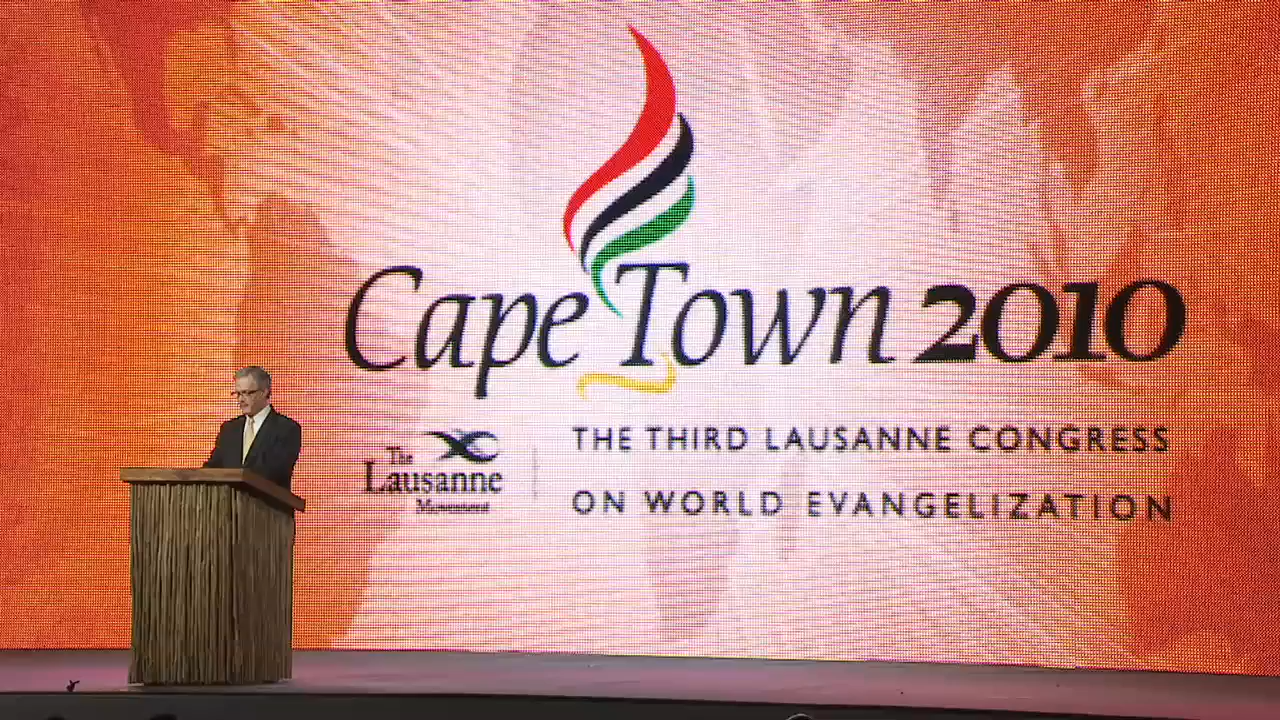 Cape Town 2010
The
Lausanne
Movement
THE THIRD LAUSANNE CONGRESS
ON WORLD EVANGELIZATION